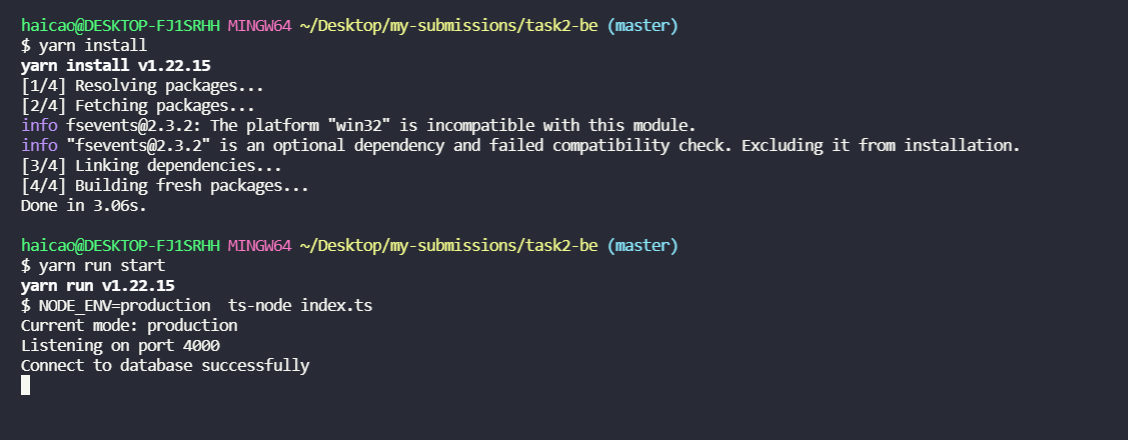 haicao@DESKTOP-FJ1SRHH MINGW64 ~/Desktop/my-submissions/task2-be (master)
$ yarn install
yarn install v1.22.15
[1/4] Resolving packages...
[2/4] Fetching packages...
info fsevents@2.3.2: The platform "win32" is incompatible with this module.
info "fsevents@2.3.2" is an optional dependency and failed compatibility check. Excluding it from installation.
[3/4] Linking dependencies...
[4/4] Building fresh packages...
Done in 3.06s.
haicao@DESKTOP-FJ1SRHH MINGW64 ~/Desktop/my-submissions/task2-be (master)
$ yarn run start
yarn run v1.22.15
$ NODE_ENV=production  ts-node index.ts
Current mode: production
Listening on port 4000
Connect to database successfully